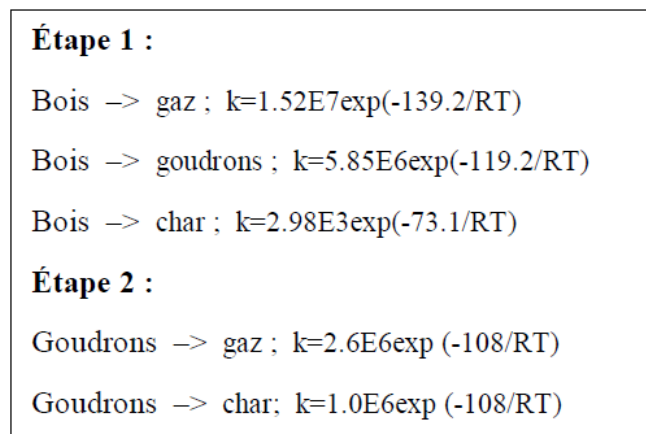 Étape 1 :
Bois –> gaz ; k=1.52E7exp(-139.2/RT)
Bois –> goudrons ; k=5.85E6exp(-119.2/RT)
Bois –> char ; k=2.98E3exp(-73.1/RT)
Étape 2 :
Goudrons –> gaz ; k=2.6E6exp (-108/RT)
Goudrons –> char; k=1.0E6exp (-108/RT)